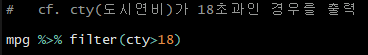 #   cf. cty(도시연비)가 18초과인 경우를 출력
mpg %>% filter(cty>18)